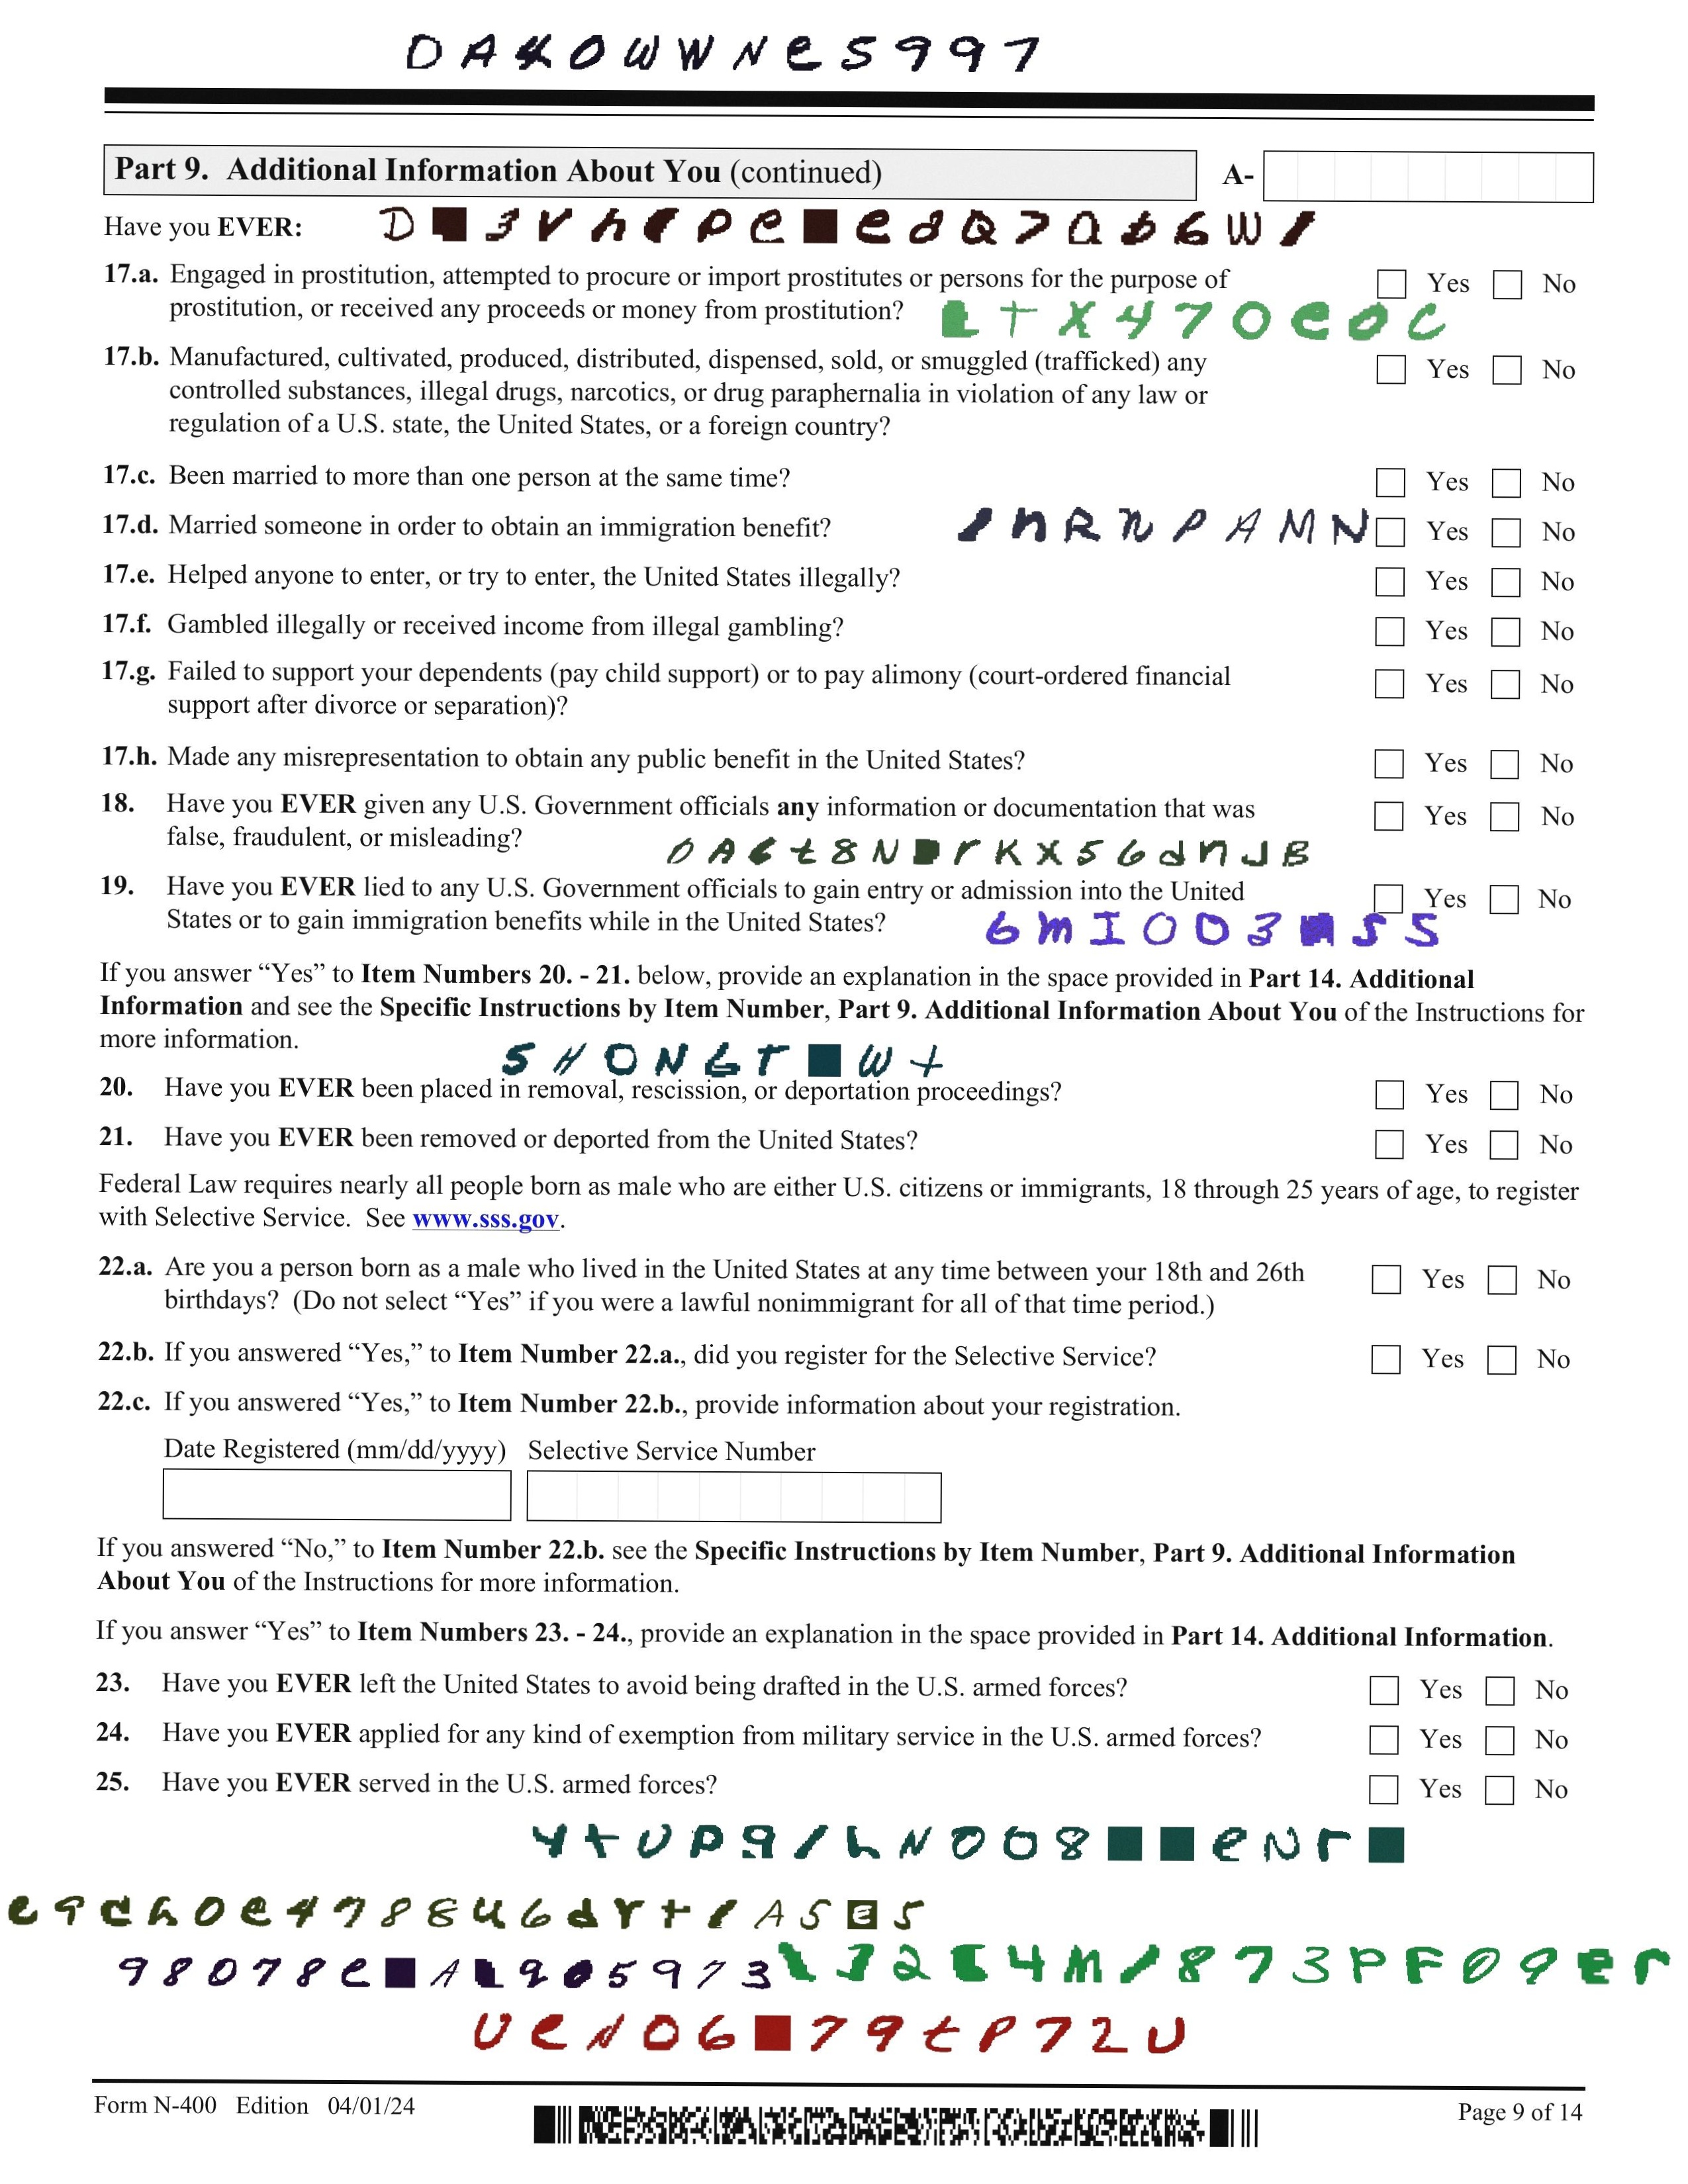 DAKOWWNeS997
Part 9. Additional Information About You (continued) A-
Have you EVER:
17.a. Engaged in prostitution, attempted to procure or import prostitutes or persons for the purpose of Yes No
prostitution, or received any proceeds or money from prostitution?
17.b. Manufactured, cultivated, produced, distributed, dispensed, sold, or smuggled (trafficked) any Yes No
controlled substances, illegal drugs, narcotics, or drug paraphernalia in violation of any law or
regulation of a U.S. state, the United States, or a foreign country?
17.c. Been married to more than one person at the same time? Yes No
17.d. Married someone in order to obtain an immigration benefit? Yes No
17.e. Helped anyone to enter, or try to enter, the United States illegally? Yes No
17.f. Gambled illegally or received income from illegal gambling? Yes No
17.g. Failed to support your dependents (pay child support) or to pay alimony (court-ordered financial Yes No
support after divorce or separation)?
17.h. Made any misrepresentation to obtain any public benefit in the United States? Yes No
18. Have you EVER given any U.S. Government officials any information or documentation that was Yes No
false, fraudulent, or misleading?
19. Have you EVER lied to any U.S. Government officials to gain entry or admission into the United Yes No
States or to gain immigration benefits while in the United States?
If you answer “Yes” to Item Numbers 20. - 21. below, provide an explanation in the space provided in Part 14. Additional
Information and see the Specific Instructions by Item Number, Part 9. Additional Information About You of the Instructions for
more information.
20. Have you EVER been placed in removal, rescission, or deportation proceedings? Yes No
21. Have you EVER been removed or deported from the United States? Yes No
Federal Law requires nearly all people born as male who are either U.S. citizens or immigrants, 18 through 25 years of age, to register
with Selective Service. See www.sss.gov.
22.a. Are you a person born as a male who lived in the United States at any time between your 18th and 26th Yes No
birthdays? (Do not select “Yes” if you were a lawful nonimmigrant for all of that time period.)
22.b. If you answered “Yes,” to Item Number 22.a., did you register for the Selective Service? Yes No
22.c. If you answered “Yes,” to Item Number 22.b., provide information about your registration.
Date Registered (mm/dd/yyyy) Selective Service Number
If you answered “No,” to Item Number 22.b. see the Specific Instructions by Item Number, Part 9. Additional Information
About You of the Instructions for more information.
If you answer “Yes” to Item Numbers 23. - 24., provide an explanation in the space provided in Part 14. Additional Information.
23. Have you EVER left the United States to avoid being drafted in the U.S. armed forces? Yes No
24. Have you EVER applied for any kind of exemption from military service in the U.S. armed forces? Yes No
25. Have you EVER served in the U.S. armed forces? Yes No
Form N-400 Edition 04/01/24 Page 9 of 14